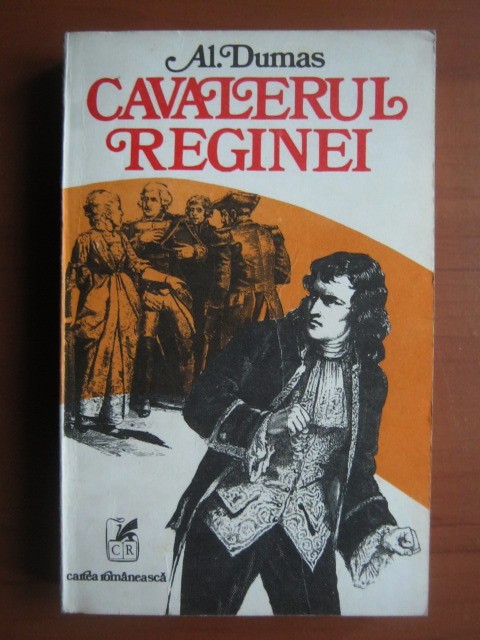 Al. Dumas
CAVALERUL
REGINEI
CR
cartea românească